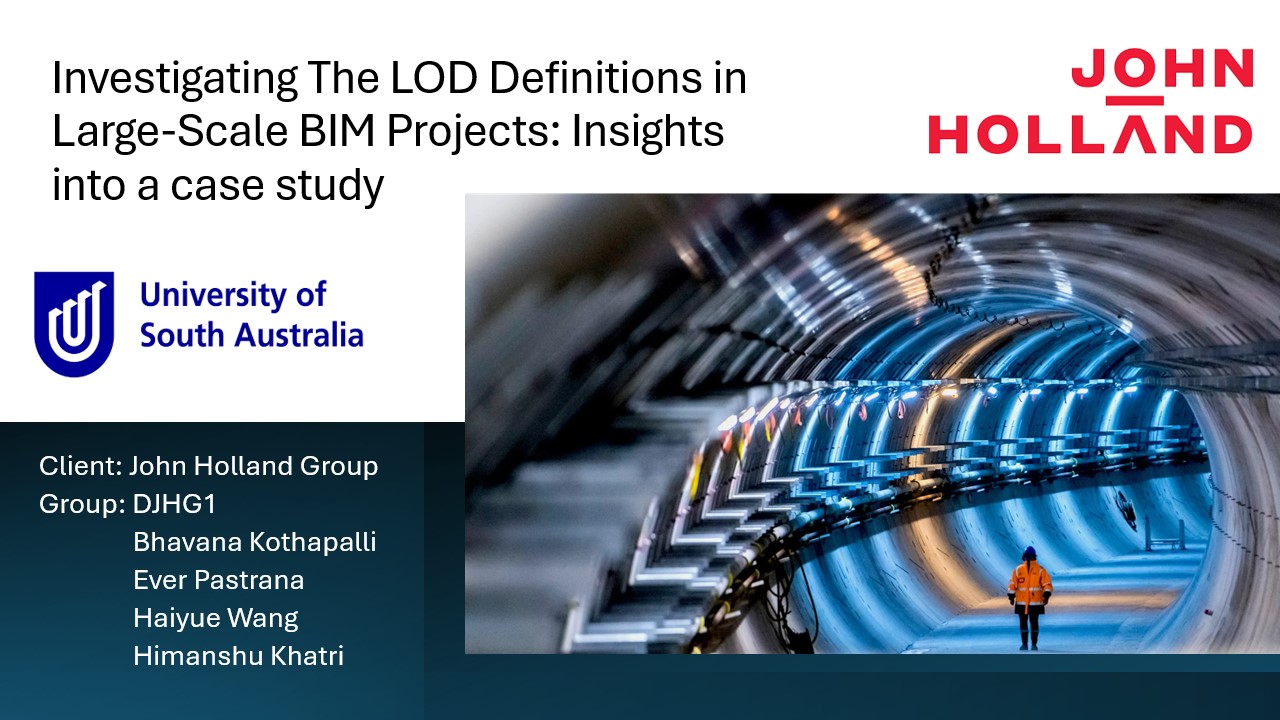 Investigating The LOD Definitions in
Large-Scale BIM Projects: Insights
into a case study
JOHN
HOLLAND
University of
South Australia
Client: John Holland Group
Group: DJHG1
Bhavana Kothapalli
Ever Pastrana
Haiyue Wang
Himanshu Khatri